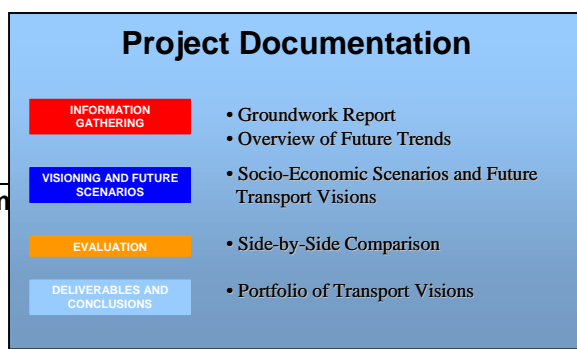 Project Documentation
INFORMATION
GATHERING
• Groundwork Report
• Overview of Future Trends
VISIONING AND FUTURE
SCENARIOS
• Socio-Economic Scenarios and Future
Transport Visions
EVALUATION
• Side-by-Side Comparison
DELIVERABLES AND
CONCLUSIONS
• Portfolio of Transport Visions